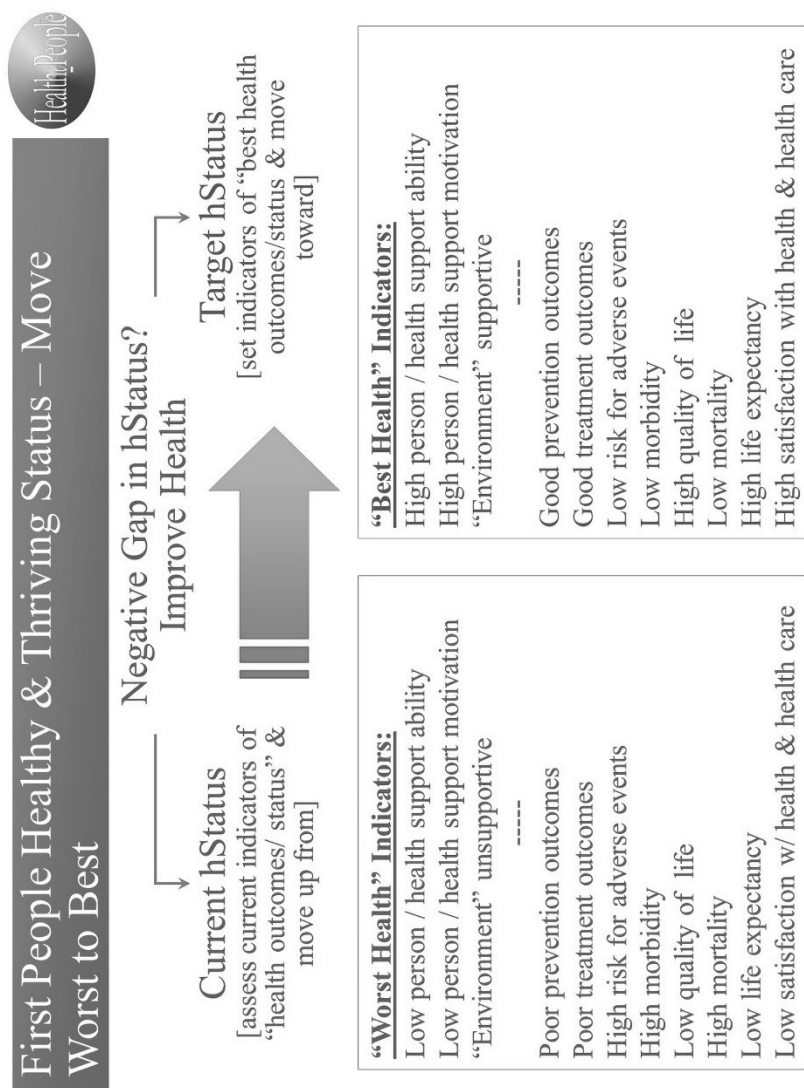 First People Healthy & Thriving Status – Move
Worst to Best
HealthePeople
Negative Gap in hStatus?
Improve Health
Current hStatus
[assess current indicators of
“health outcomes/ status” &
move up from]
Target hStatus
[set indicators of “best health
outcomes/status & move
toward]
“Worst Health” Indicators:
Low person / health support ability
Low person / health support motivation
“Environment” unsupportive
-----
Poor prevention outcomes
Poor treatment outcomes
High risk for adverse events
High morbidity
Low quality of life
High mortality
Low life expectancy
Low satisfaction w/ health & health care
“Best Health” Indicators:
High person / health support ability
High person / health support motivation
“Environment” supportive
-----
Good prevention outcomes
Good treatment outcomes
Low risk for adverse events
Low morbidity
High quality of life
Low mortality
High life expectancy
High satisfaction with health & health care